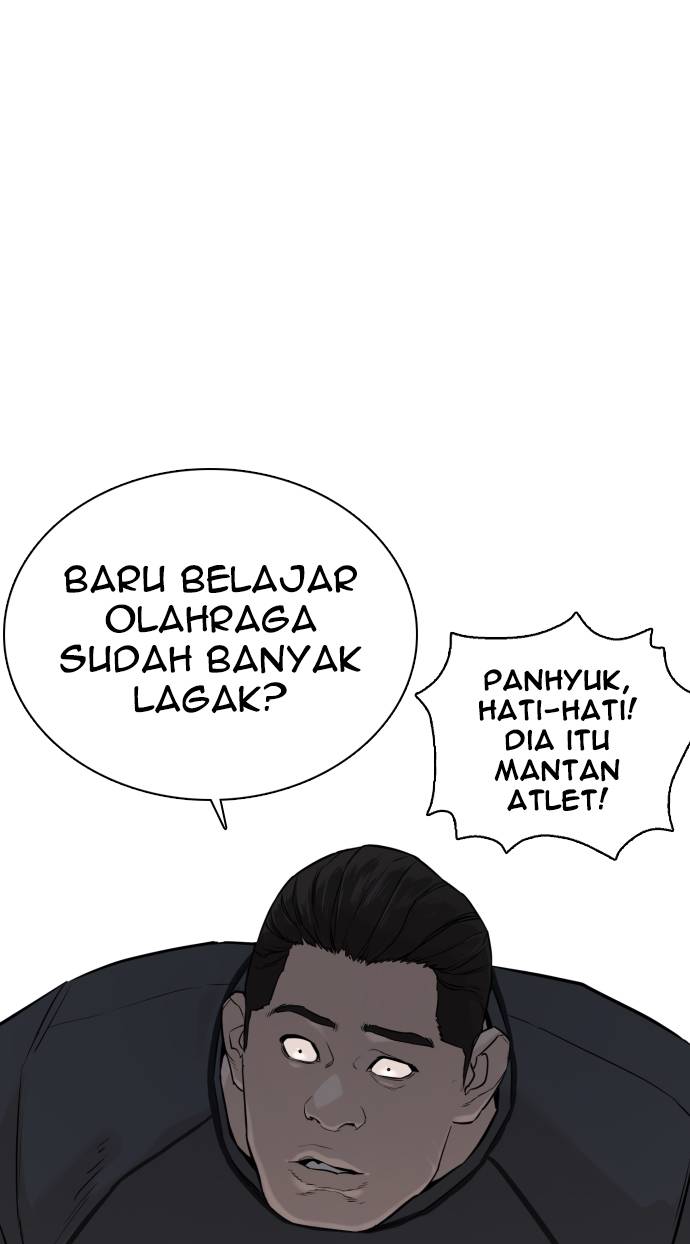 BARU BELAJAR
OLAHRAGA
SUDAH BANYAK
LAGAK?
PANHYUK,
HATI-HATI!
DIA ITU
MANTAN
ATLET!